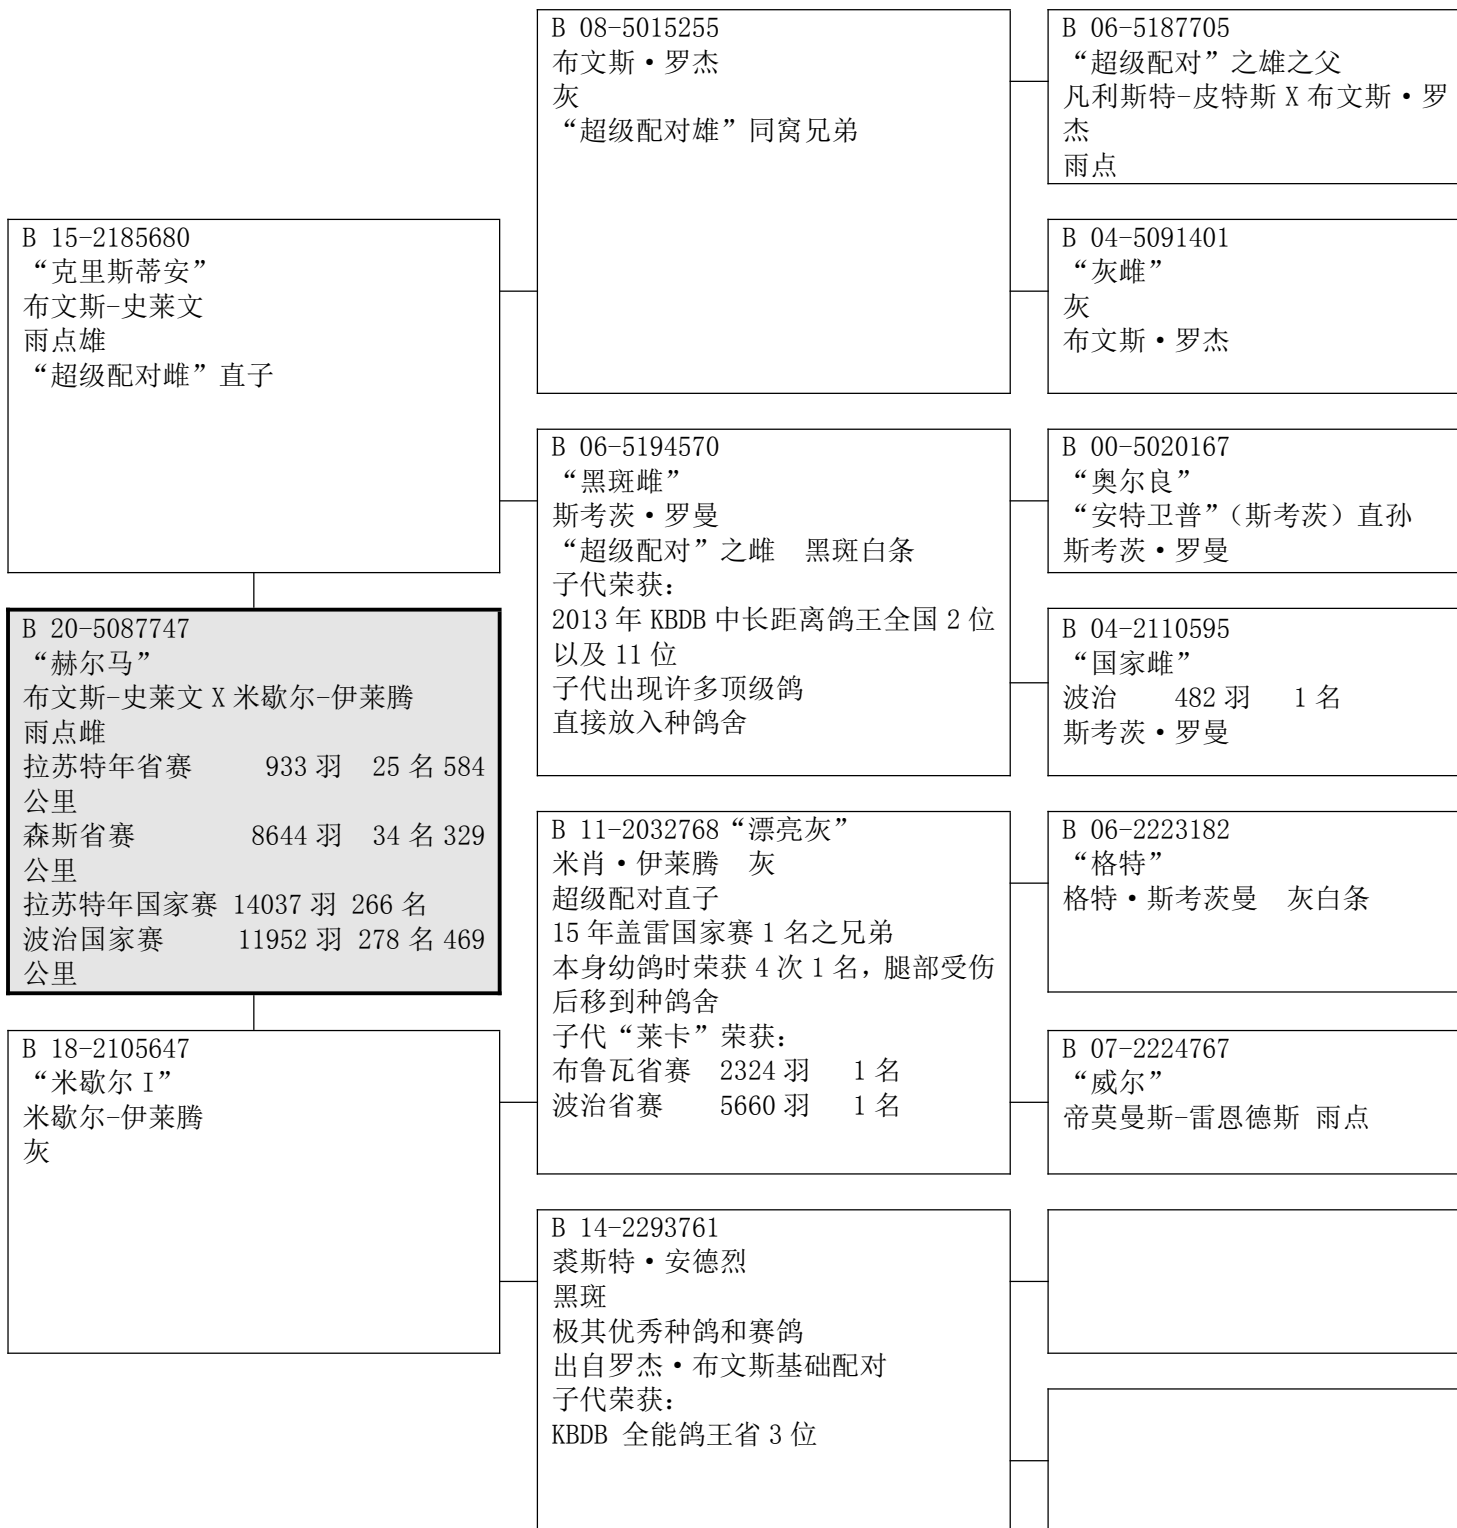 B 15-2185680
“克里斯蒂安”
布文斯-史莱文
雨点雄
“超级配对雌”直子
B 20-5087747
“赫尔马”
布文斯-史莱文 X 米歇尔-伊莱腾
雨点雌
拉苏特年省赛 933 羽 25 名 584
公里
森斯省赛 8644 羽 34 名 329
公里
拉苏特年国家赛 14037 羽 266 名
波治国家赛 11952 羽 278 名 469
公里
B 18-2105647
“米歇尔 I”
米歇尔-伊莱腾
灰
B 08-5015255
布文斯·罗杰
灰
“超级配对雄”同窝兄弟
B 06-5194570
“黑斑雌”
斯考茨·罗曼
“超级配对”之雌 黑斑白条
子代荣获：
2013 年 KBDB 中长距离鸽王全国 2 位
以及 11 位
子代出现许多顶级鸽
直接放入种鸽舍
B 11-2032768“漂亮灰”
米肖·伊莱腾 灰
超级配对直子
15 年盖雷国家赛 1 名之兄弟
本身幼鸽时荣获 4 次 1 名，腿部受伤
后移到种鸽舍
子代“莱卡”荣获：
布鲁瓦省赛 2324 羽 1 名
波治省赛 5660 羽 1 名
B 14-2293761
裘斯特·安德烈
黑斑
极其优秀种鸽和赛鸽
出自罗杰·布文斯基础配对
子代荣获：
KBDB 全能鸽王省 3 位
B 06-5187705
“超级配对”之雄之父
凡利斯特-皮特斯 X 布文斯·罗
杰
雨点
B 04-5091401
“灰雌”
灰
布文斯·罗杰
B 00-5020167
“奥尔良”
“安特卫普”（斯考茨）直孙
斯考茨·罗曼
B 04-2110595
“国家雌”
波治 482 羽 1 名
斯考茨·罗曼
B 06-2223182
“格特”
格特·斯考茨曼 灰白条
B 07-2224767
“威尔”
帝莫曼斯-雷恩德斯 雨点